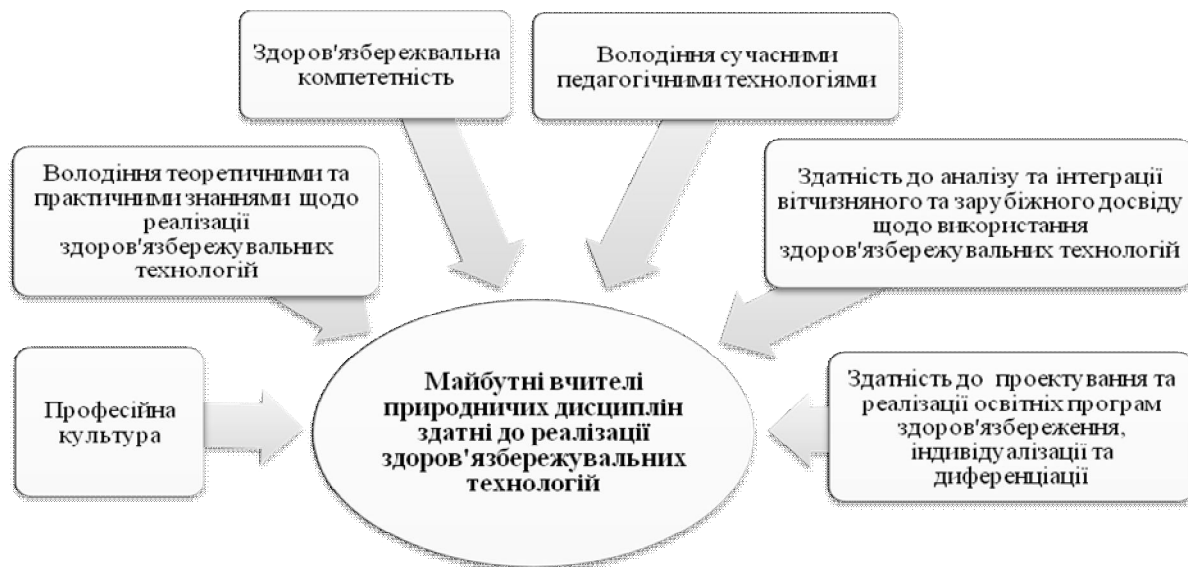 Здоров'язбережвальна
компететність
Володіння сучасними
педагогічними технологіями
Володіння теоретичними та
практичними знаннями щодо
реалізації
здоров'язбережувальних
технологій
Здатність до аналізу та інтеграції
вітчизняного та зарубіжного досвіду
щодо використання
здоров'язбережувальних технологій
Професійна
культура
Майбутні вчителі
природничих дисциплін
здатні до реалізації
здоров'язбережувальних
технологій
Здатність до проектування та
реалізації освітніх програм
здоров'язбереження,
індивідуалізації та
диференціації